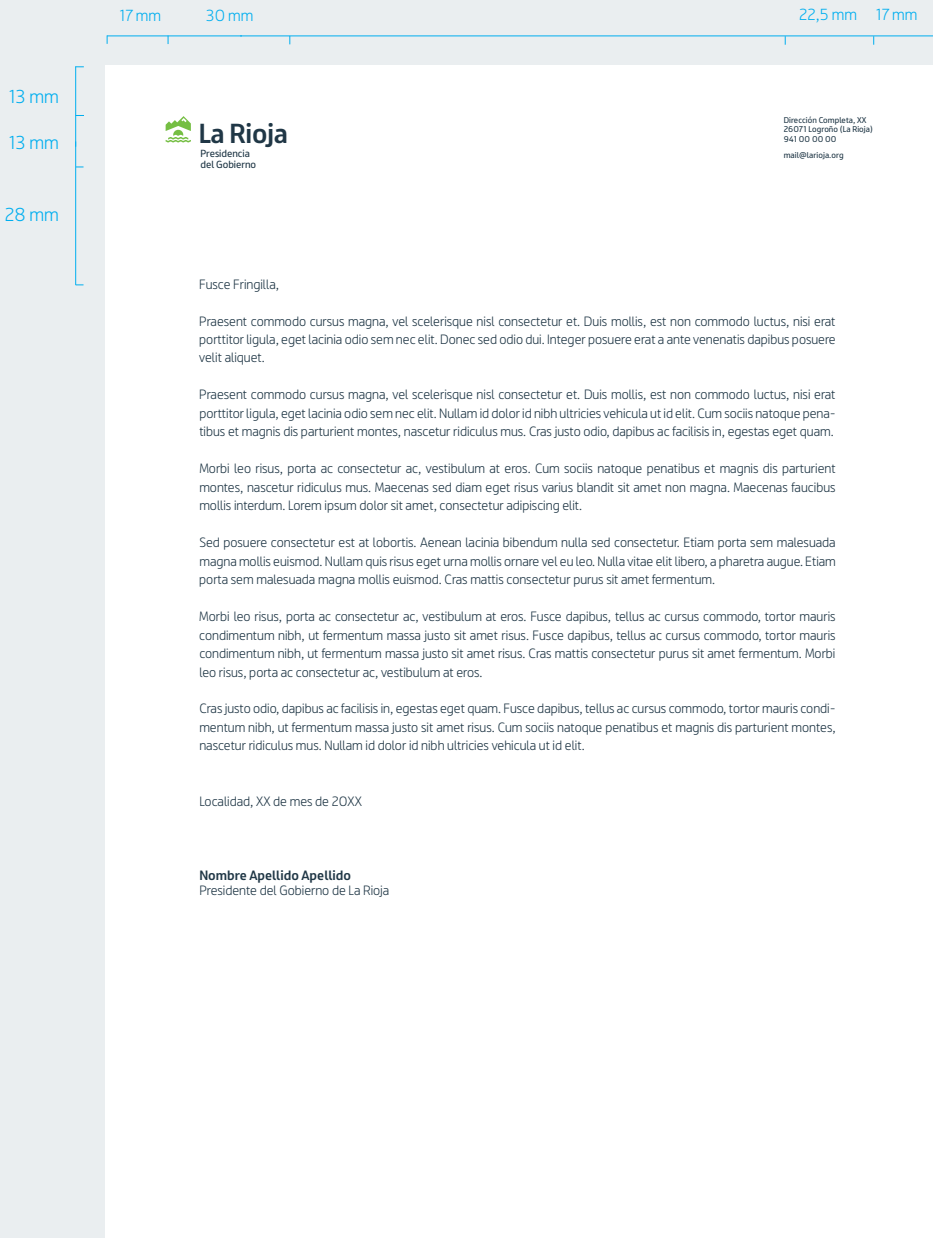 17 mm 30 mm 22,5 mm 17 mm
13 mm
13 mm
28 mm
La Rioja
Presidencia
del Gobierno
Dirección Completa, XX
26071 Logroño (La Rioja)
941 00 00 00
mail@larioja.org
Fusce Fringilla,
Praesent commodo cursus magna, vel scelerisque nisl consectetur et. Duis mollis, est non commodo luctus, nisi erat
porttitor ligula, eget lacinia odio sem nec elit. Donec sed odio dui. Integer posuere erat a ante venenatis dapibus posuere
velit aliquet.
Praesent commodo cursus magna, vel scelerisque nisl consectetur et. Duis mollis, est non commodo luctus, nisi erat
porttitor ligula, eget lacinia odio sem nec elit. Nullam id dolor id nibh ultricies vehicula ut id elit. Cum sociis natoque pena-
tibus et magnis dis parturient montes, nascetur ridiculus mus. Cras justo odio, dapibus ac facilisis in, egestas eget quam.
Morbi leo risus, porta ac consectetur ac, vestibulum at eros. Cum sociis natoque penatibus et magnis dis parturient
montes, nascetur ridiculus mus. Maecenas sed diam eget risus varius blandit sit amet non magna. Maecenas faucibus
mollis interdum. Lorem ipsum dolor sit amet, consectetur adipiscing elit.
Sed posuere consectetur est at lobortis. Aenean lacinia bibendum nulla sed consectetur. Etiam porta sem malesuada
magna mollis euismod. Nullam quis risus eget urna mollis ornare vel eu leo. Nulla vitae elit libero, a pharetra augue. Etiam
porta sem malesuada magna mollis euismod. Cras mattis consectetur purus sit amet fermentum.
Morbi leo risus, porta ac consectetur ac, vestibulum at eros. Fusce dapibus, tellus ac cursus commodo, tortor mauris
condimentum nibh, ut fermentum massa justo sit amet risus. Fusce dapibus, tellus ac cursus commodo, tortor mauris
condimentum nibh, ut fermentum massa justo sit amet risus. Cras mattis consectetur purus sit amet fermentum. Morbi
leo risus, porta ac consectetur ac, vestibulum at eros.
Cras justo odio, dapibus ac facilisis in, egestas eget quam. Fusce dapibus, tellus ac cursus commodo, tortor mauris condi-
mentum nibh, ut fermentum massa justo sit amet risus. Cum sociis natoque penatibus et magnis dis parturient montes,
nascetur ridiculus mus. Nullam id dolor id nibh ultricies vehicula ut id elit.
Localidad, XX de mes de 20XX
Nombre Apellido Apellido
Presidente del Gobierno de La Rioja